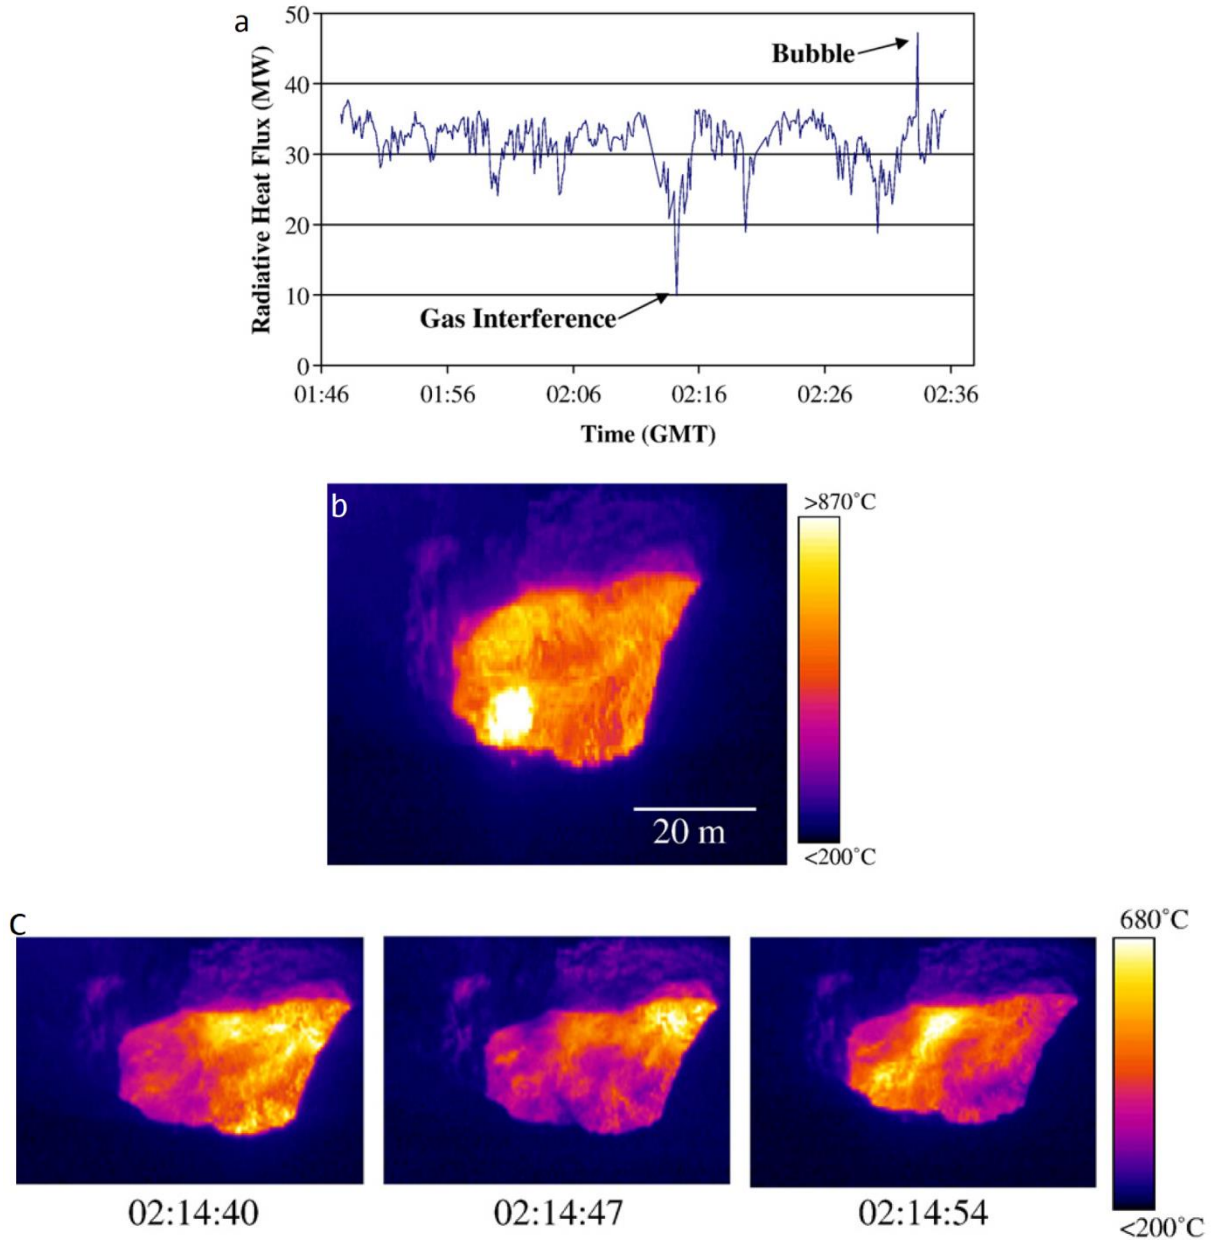 a
Radiative Heat Flux (MW)
50
40
30
20
10
0
Bubble
Gas Interference
01:46 01:56 02:06 02:16 02:26 02:36
Time (GMT)
b
>870°C
20 m
<200°C
C
680°C
<200°C
02:14:40 02:14:47 02:14:54